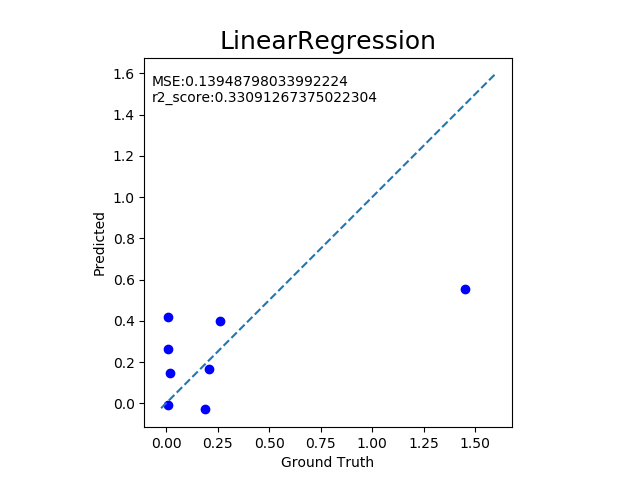 LinearRegression
MSE:0.13948798033992224
r2_score:0.33091267375022304
1.6
1.4
1.2
1.0
0.8
0.6
0.4
0.2
0.0
Predicted
0.00 0.25 0.50 0.75 1.00 1.25 1.50
Ground Truth